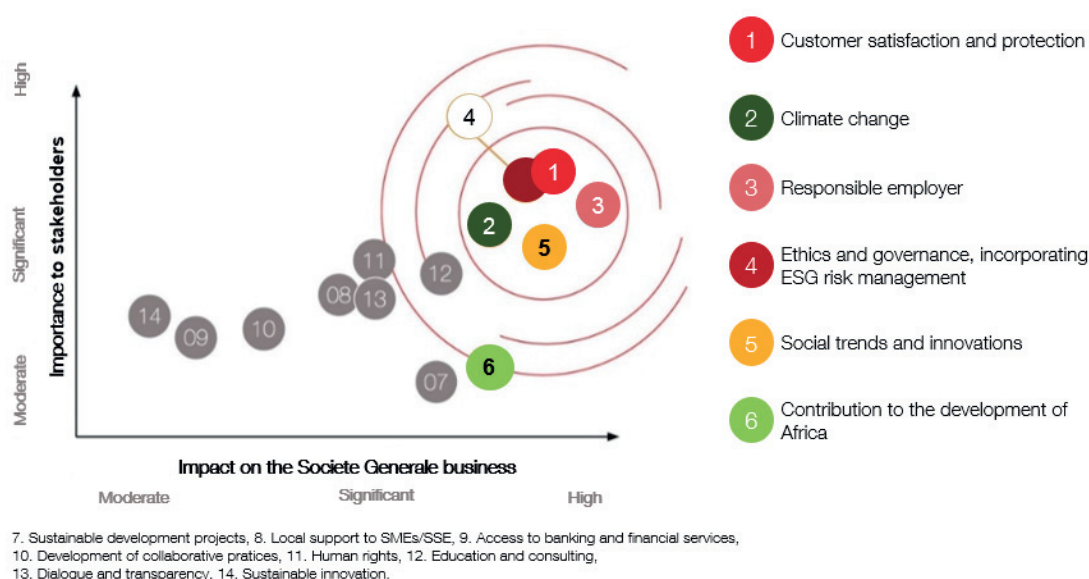 High
Significant
Moderate
Importance to stakeholders
4
1
3
2
5
11
12
08
13
14
09
10
6
07
Impact on the Societe Generale business
Moderate
Significant
High
1 Customer satisfaction and protection
2 Climate change
3 Responsible employer
4 Ethics and governance, incorporating
ESG risk management
5 Social trends and innovations
6 Contribution to the development of
Africa
7. Sustainable development projects, 8. Local support to SMEs/SSE, 9. Access to banking and financial services,
10. Development of collaborative pratices, 11. Human rights, 12. Education and consulting,
13. Dialogue and transparency, 14. Sustainable innovation.